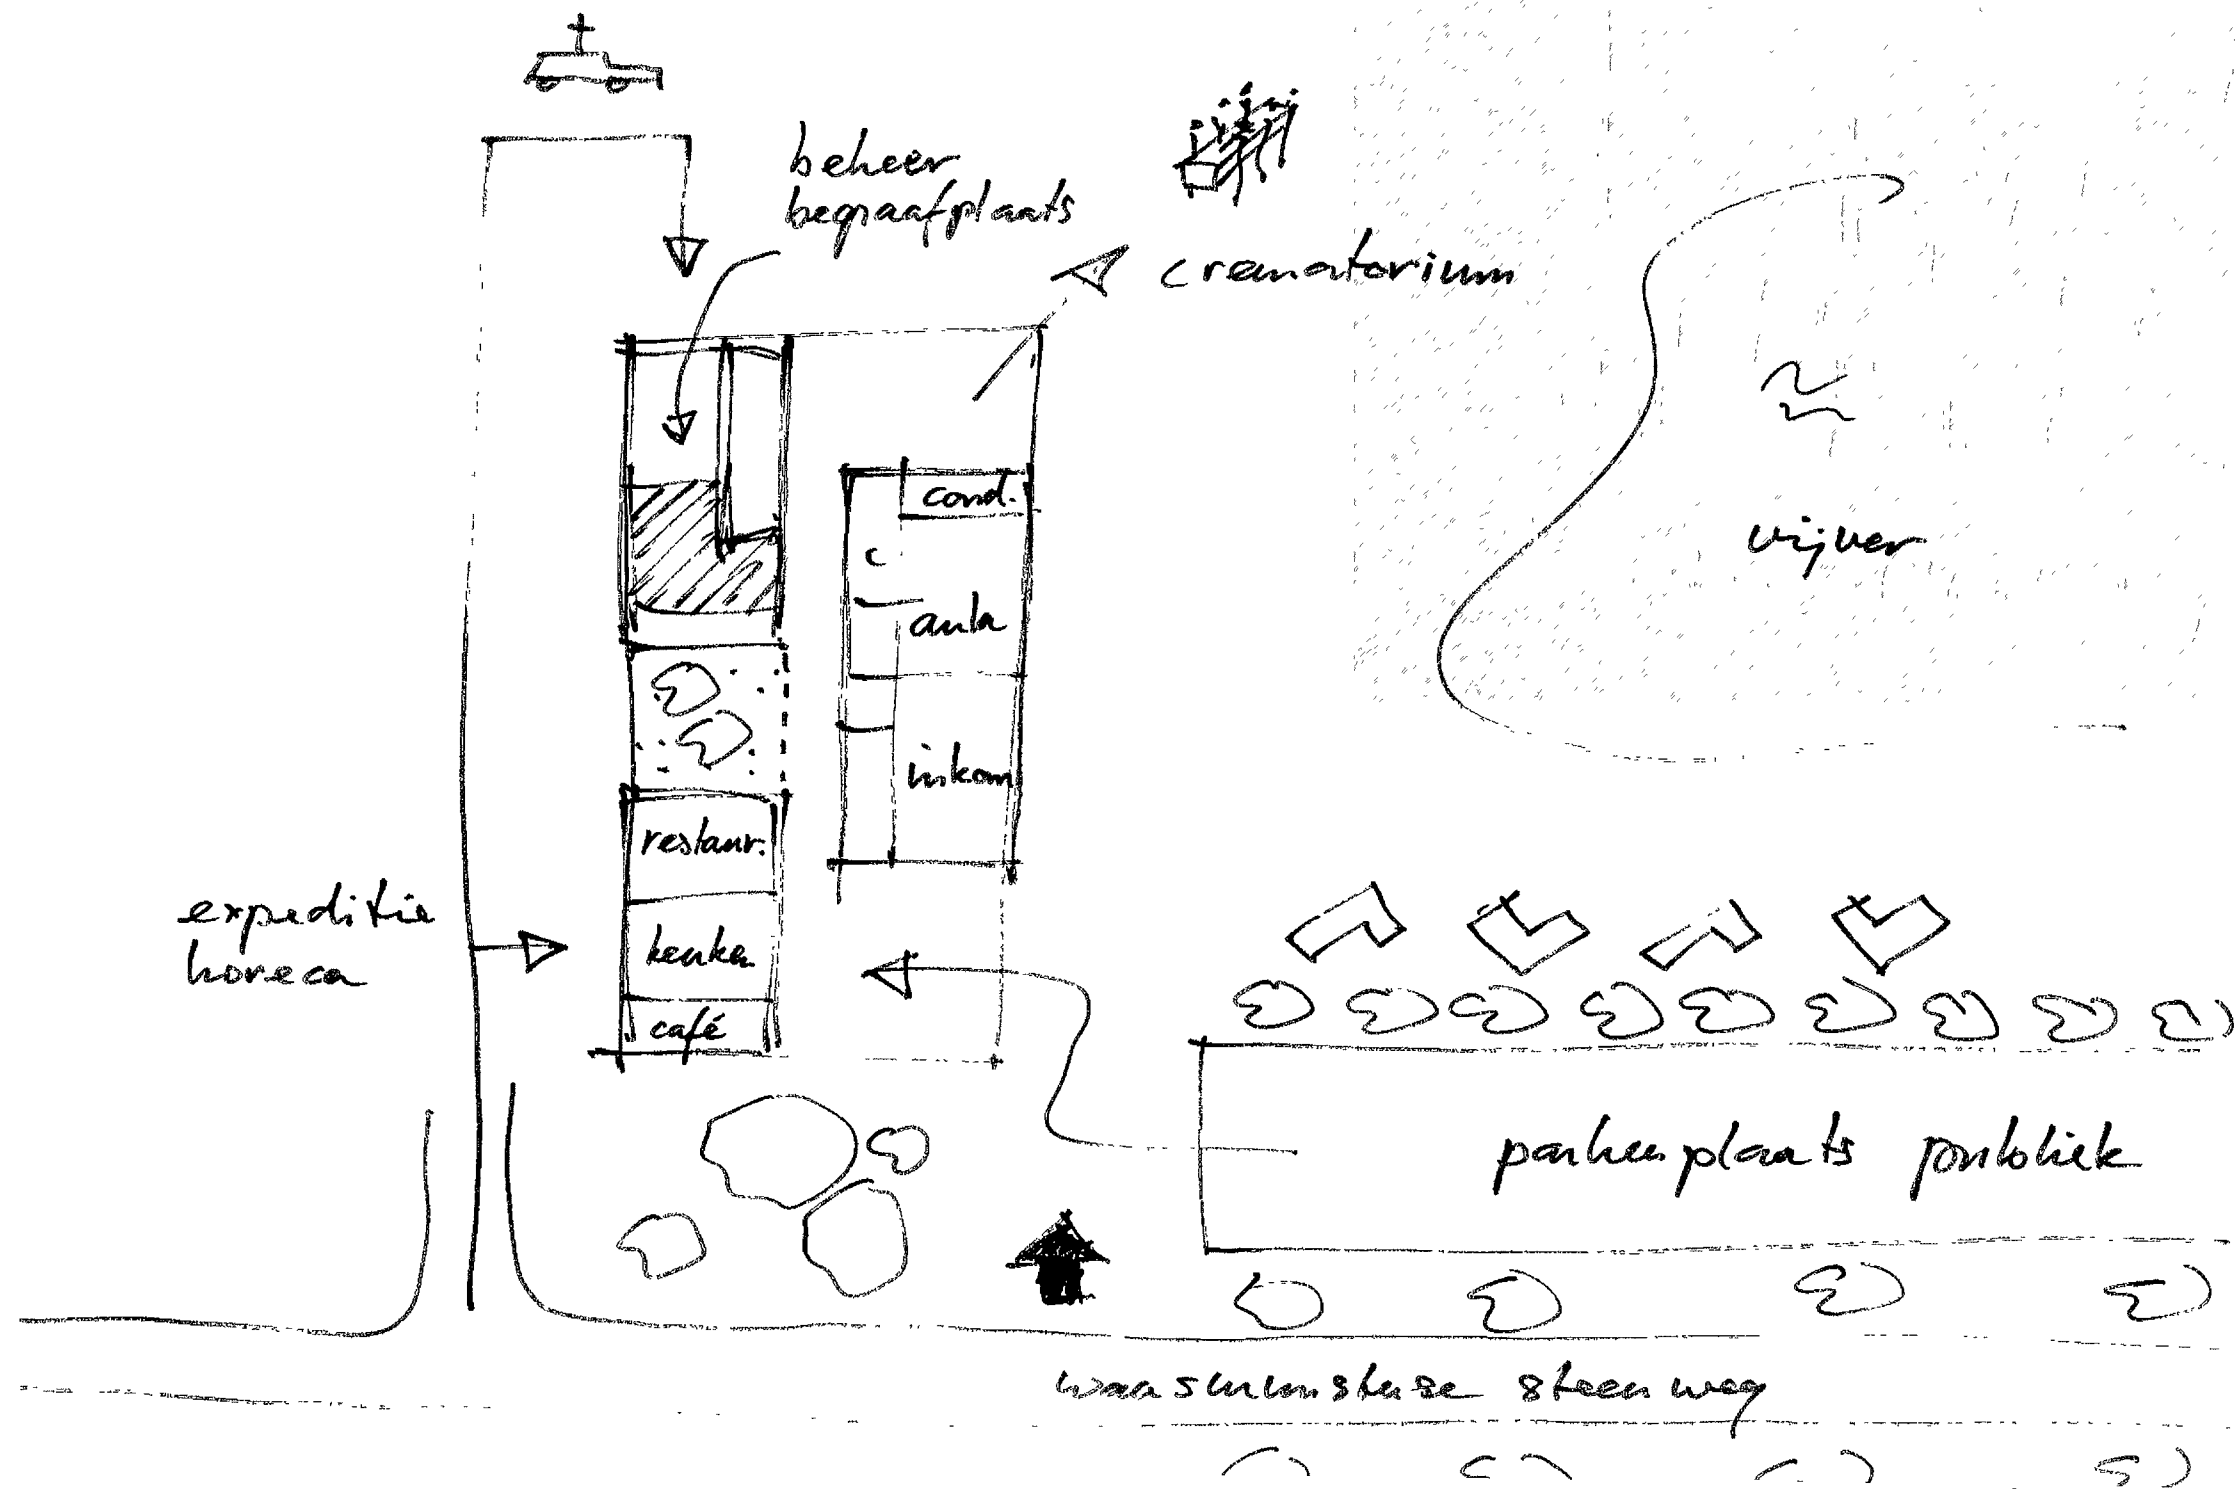 beheer
begraafplaats
crematorium
cond.
c
aula
vijver
inkom
restaur.
keuken
café
expeditie
horeca
parkeerplaats publiek
waasmunsterse steenweg